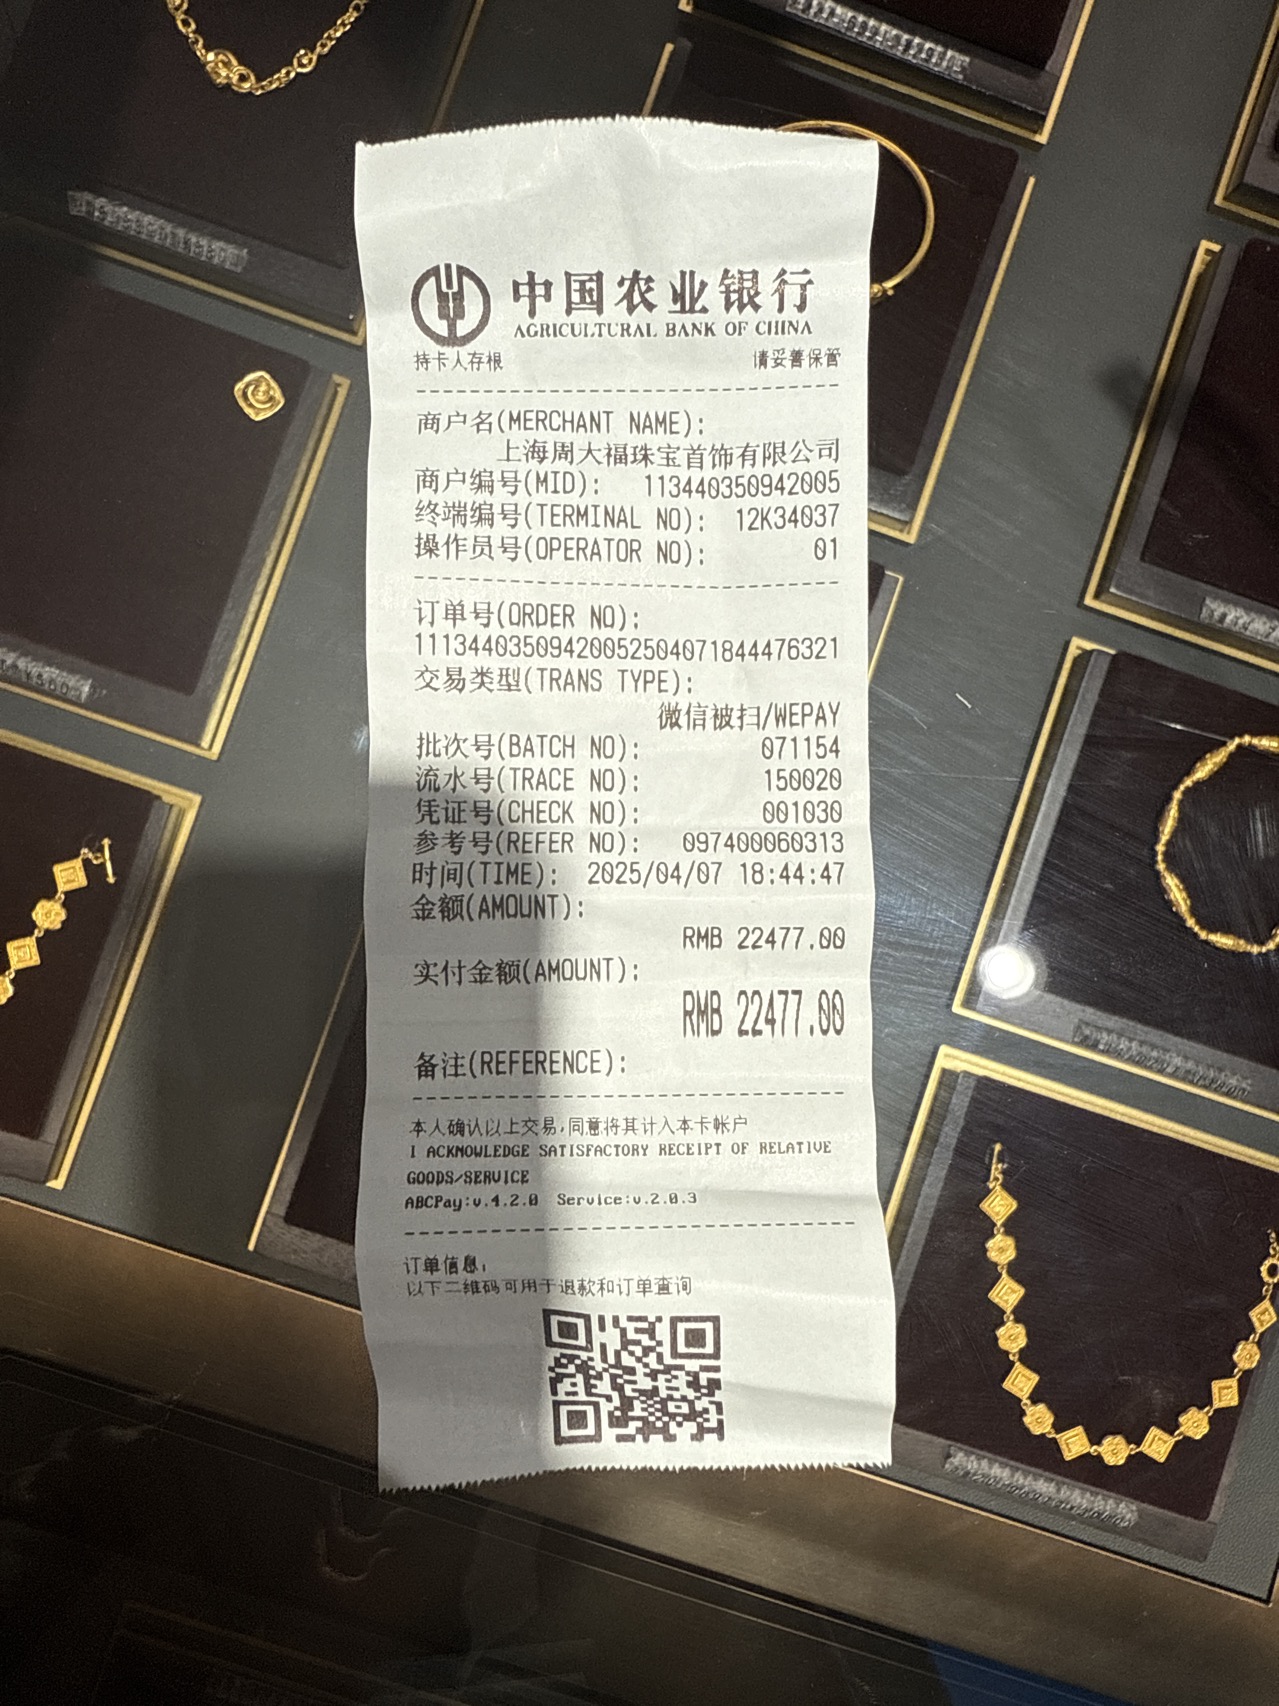 中国农业银行
AGRICULTURAL BANK OF CHINA
持卡人存根 请妥善保管
商户名(MERCHANT NAME):
上海周大福珠宝首饰有限公司
商户编号(MID): 113440350942005
终端编号(TERMINAL NO): 12K34037
操作员号(OPERATOR NO): 01
订单号(ORDER NO):
11134403509420052504071844476321
交易类型(TRANS TYPE):
微信被扫/WEPAY
批次号(BATCH NO): 071154
流水号(TRACE NO): 150020
凭证号(CHECK NO): 001030
参考号(REFER NO): 097400060313
时间(TIME): 2025/04/07 18:44:47
金额(AMOUNT):
RMB 22477.00
实付金额(AMOUNT):
RMB 22477.00
备注(REFERENCE):
本人确认以上交易,同意将其计入本卡帐户
I ACKNOWLEDGE SATISFACTORY RECEIPT OF RELATIVE
GOODS/SERVICE
ABCPay:v.4.2.0 Service:v.2.0.3
订单信息:
以下二维码可用于退款和订单查询